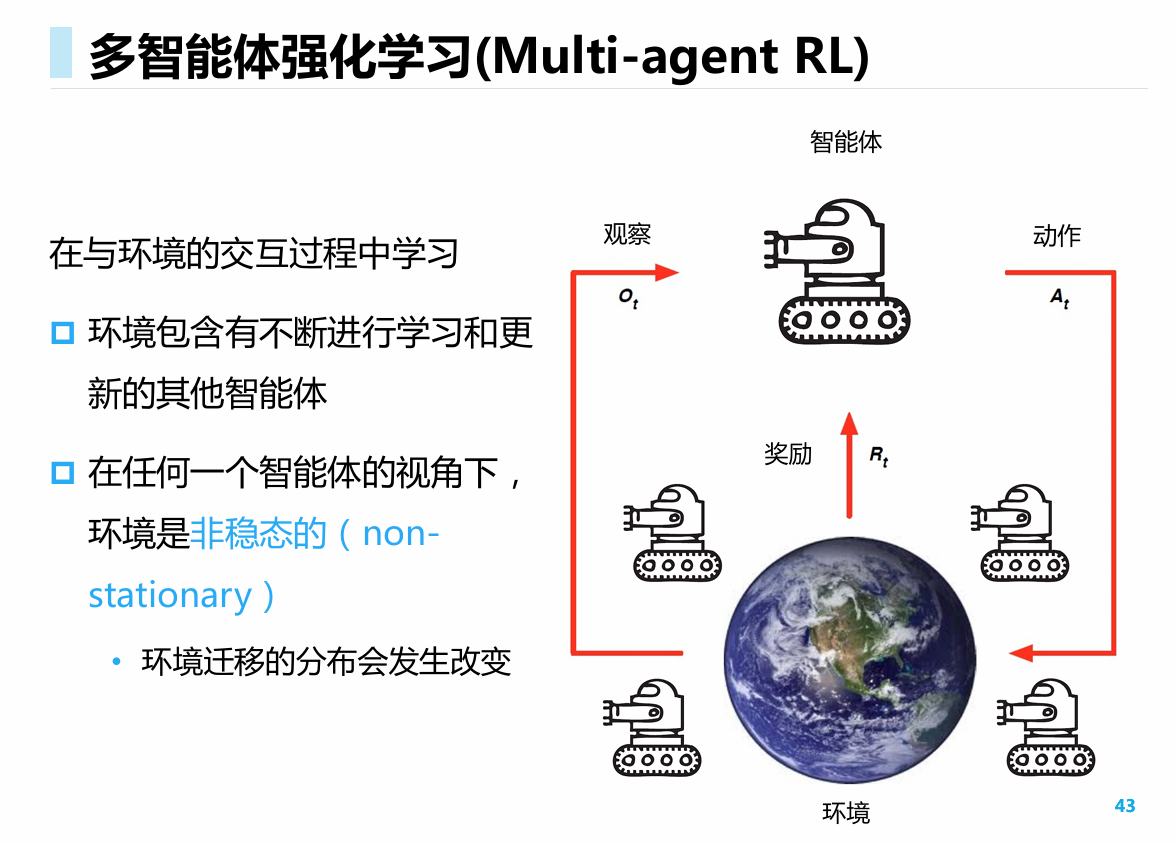 多智能体强化学习(Multi-agent RL)
在与环境的交互过程中学习
环境包含有不断进行学习和更
新的其他智能体
在任何一个智能体的视角下，
环境是非稳态的（non-
stationary）
• 环境迁移的分布会发生改变
智能体
观察
Ot
动作
At
奖励
Rt
环境
43